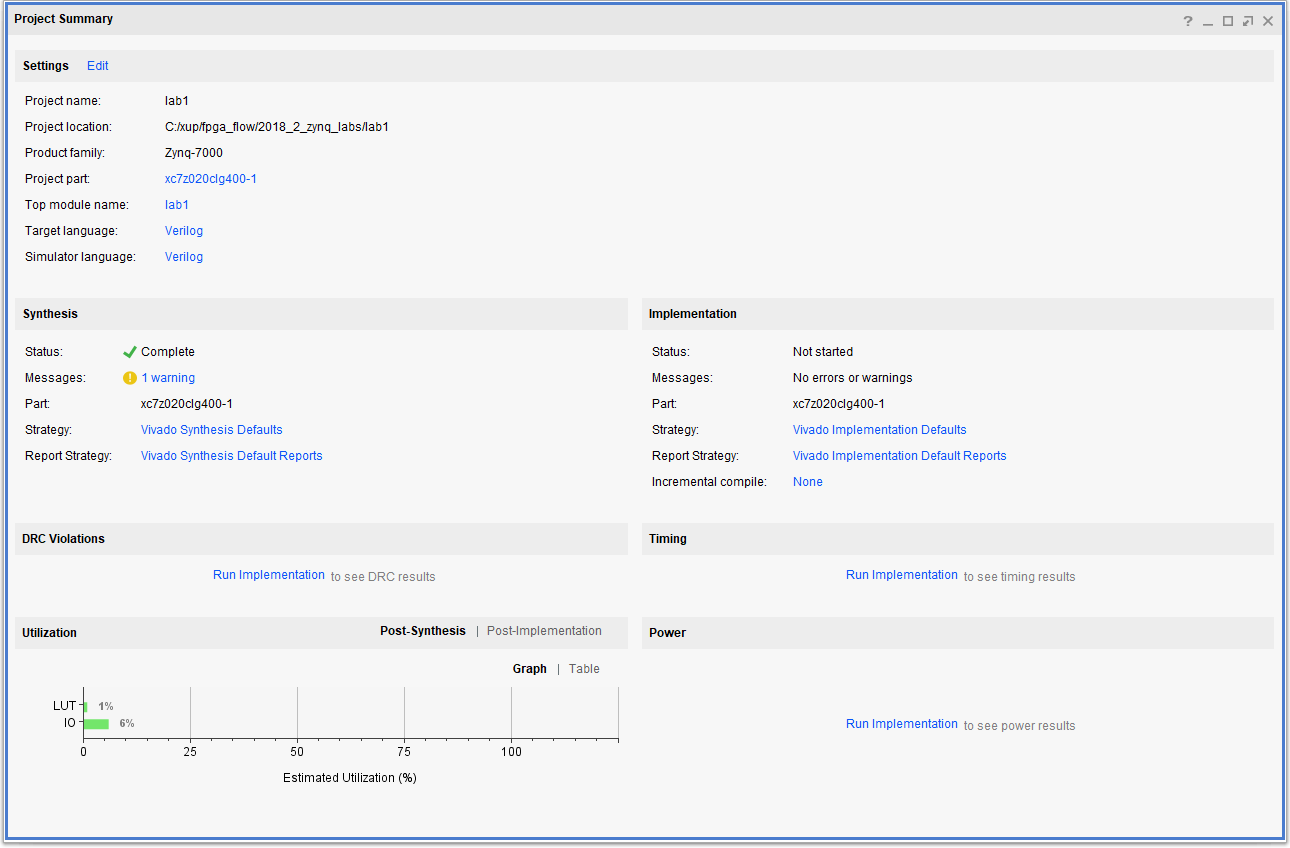 Project Summary
Settings Edit
Project name: lab1
Project location: C:/xup/fpga_flow/2018_2_zynq_labs/lab1
Product family: Zynq-7000
Project part: xc7z020clg400-1
Top module name: lab1
Target language: Verilog
Simulator language: Verilog
Synthesis
Status: Complete
Messages: 1 warning
Part: xc7z020clg400-1
Strategy: Vivado Synthesis Defaults
Report Strategy: Vivado Synthesis Default Reports
Implementation
Status: Not started
Messages: No errors or warnings
Part: xc7z020clg400-1
Strategy: Vivado Implementation Defaults
Report Strategy: Vivado Implementation Default Reports
Incremental compile: None
DRC Violations
Run Implementation to see DRC results
Timing
Run Implementation to see timing results
Utilization Post-Synthesis | Post-Implementation
Graph | Table
LUT 1%
IO 6%
0 25 50 75 100
Estimated Utilization (%)
Power
Run Implementation to see power results